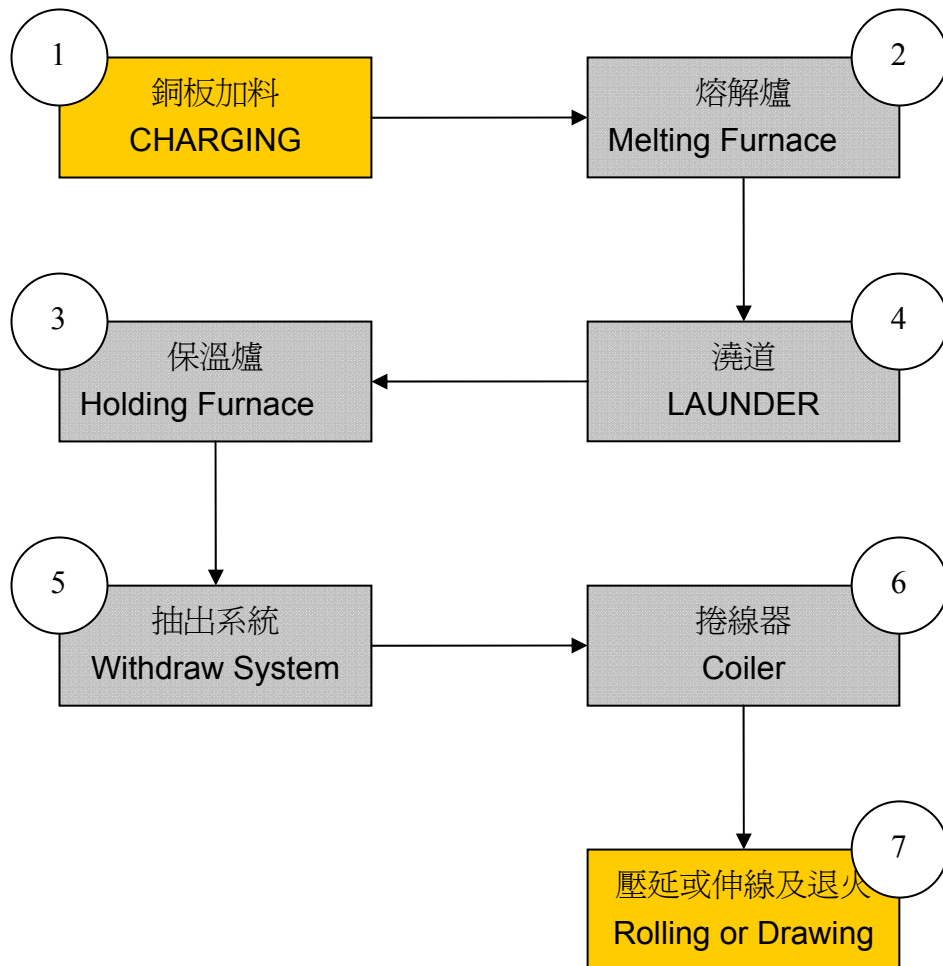 1
銅板加料
CHARGING
2
熔解爐
Melting Furnace
3
保溫爐
Holding Furnace
4
澆道
LAUNDER
5
抽出系統
Withdraw System
6
捲線器
Coiler
7
壓延或伸線及退火
Rolling or Drawing